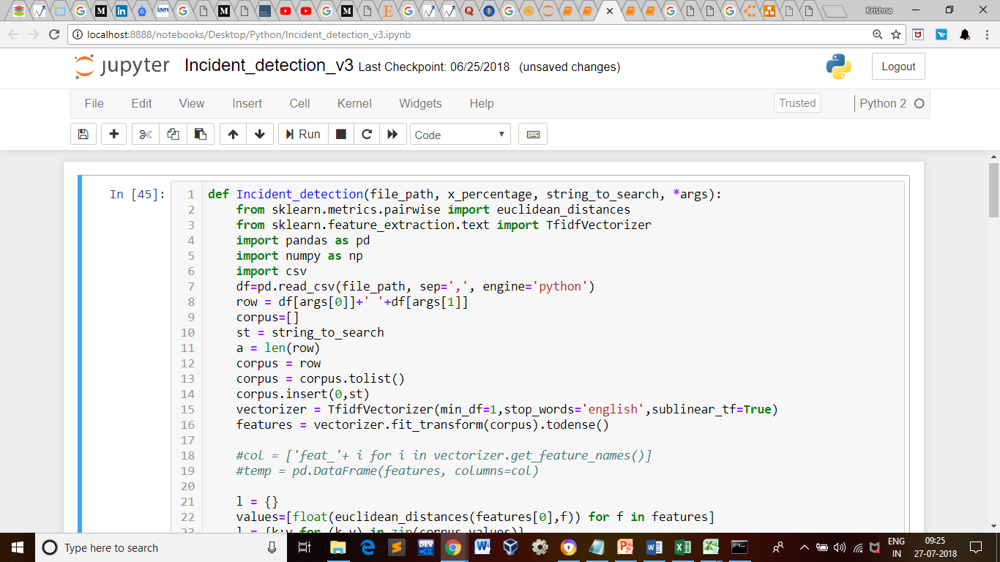 Krishna
localhost:8888/notebooks/Desktop/Python/Incident_detection_v3.ipynb
jupyter Incident_detection_v3 Last Checkpoint: 06/25/2018 (unsaved changes)
Logout
File Edit View Insert Cell Kernel Widgets Help Trusted Python 2
Run Code
In [45]:
1 def Incident_detection(file_path, x_percentage, string_to_search, *args):
2     from sklearn.metrics.pairwise import euclidean_distances
3     from sklearn.feature_extraction.text import TfidfVectorizer
4     import pandas as pd
5     import numpy as np
6     import csv
7     df=pd.read_csv(file_path, sep=',', engine='python')
8     row = df[args[0]]+' '+df[args[1]]
9     corpus=[]
10     st = string_to_search
11     a = len(row)
12     corpus = row
13     corpus = corpus.tolist()
14     corpus.insert(0,st)
15     vectorizer = TfidfVectorizer(min_df=1,stop_words='english',sublinear_tf=True)
16     features = vectorizer.fit_transform(corpus).todense()
17
18     #col = ['feat_'+ i for i in vectorizer.get_feature_names()]
19     #temp = pd.DataFrame(features, columns=col)
20
21     l = {}
22     values=[float(euclidean_distances(features[0],f)) for f in features]
23     l = {k:v for (k,v) in zip(corpus,values)}
Type here to search
DEV
ENG
IN
09:25
27-07-2018